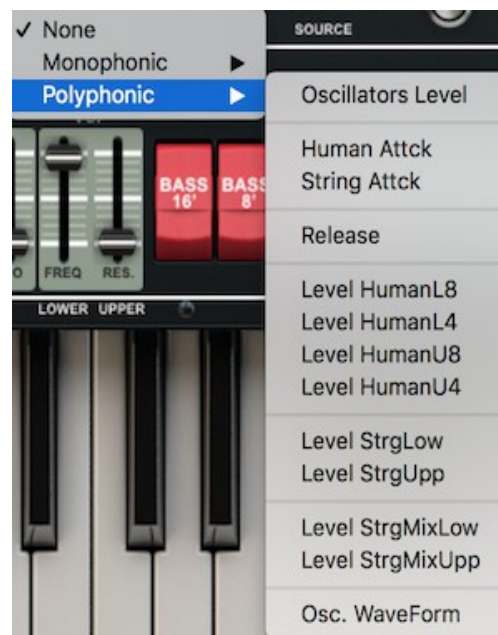 ✓ None
Monophonic ▶
Polyphonic ▶
SOURCE
BASS 16'
BASS 8'
FREQ RES.
LOWER UPPER
Oscillators Level
Human Attck
String Attck
Release
Level HumanL8
Level HumanL4
Level HumanU8
Level HumanU4
Level StrgLow
Level StrgUpp
Level StrgMixLow
Level StrgMixUpp
Osc. WaveForm